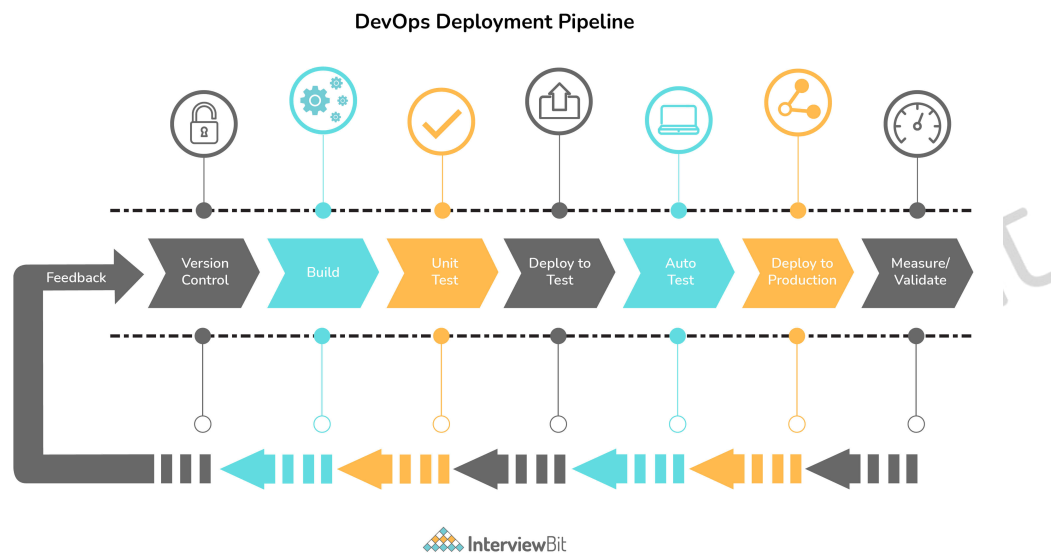 DevOps Deployment Pipeline
Feedback
Version
Control
Build
Unit
Test
Deploy to
Test
Auto
Test
Deploy to
Production
Measure/
Validate
InterviewBit